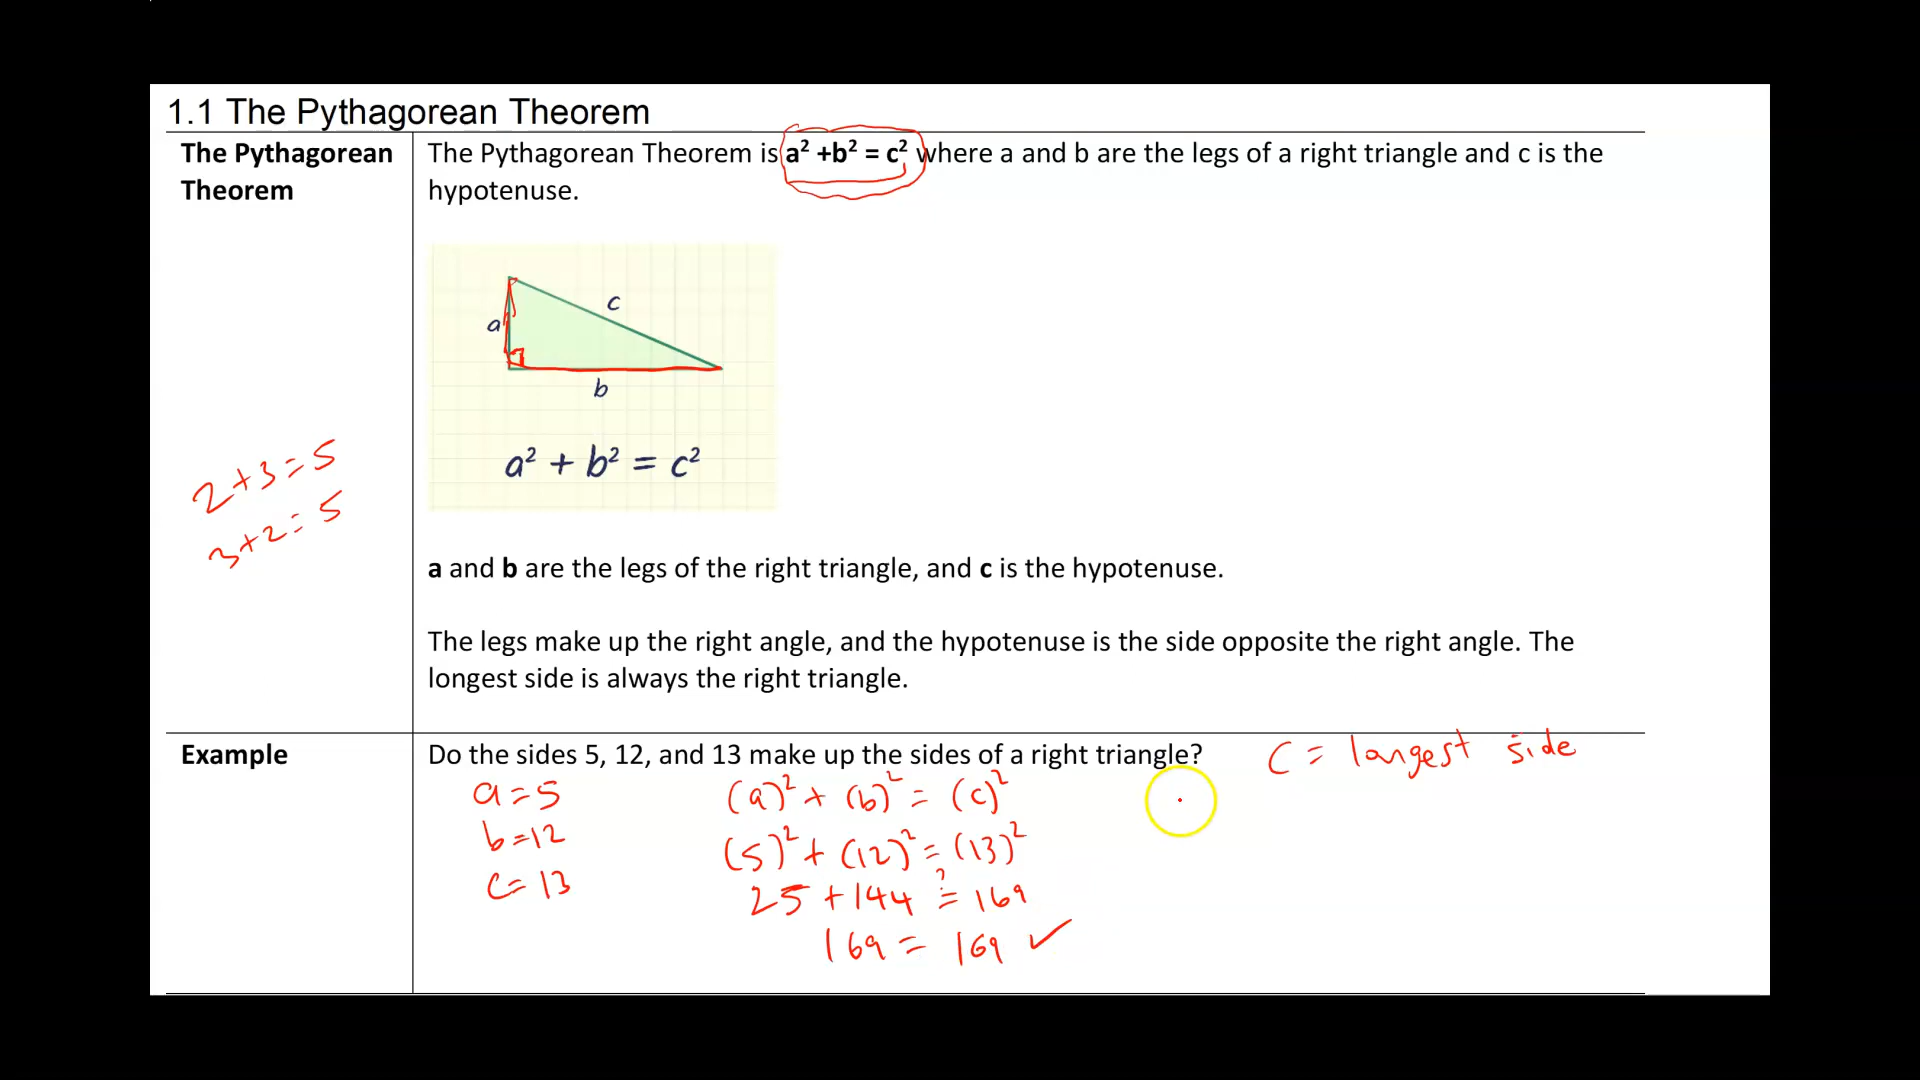 1.1 The Pythagorean Theorem
The Pythagorean
Theorem
The Pythagorean Theorem is a² +b² = c² where a and b are the legs of a right triangle and c is the
hypotenuse.
c
a
b
a² + b² = c²
2+3=5
3+2=5
a and b are the legs of the right triangle, and c is the hypotenuse.
The legs make up the right angle, and the hypotenuse is the side opposite the right angle. The
longest side is always the right triangle.
Example
Do the sides 5, 12, and 13 make up the sides of a right triangle?
C = longest side
a=5
b=12
c=13
(a)² + (b)² = (c)²
(5)² + (12)² = (13)²
25 + 144 ≟ 169
169 = 169 ✓